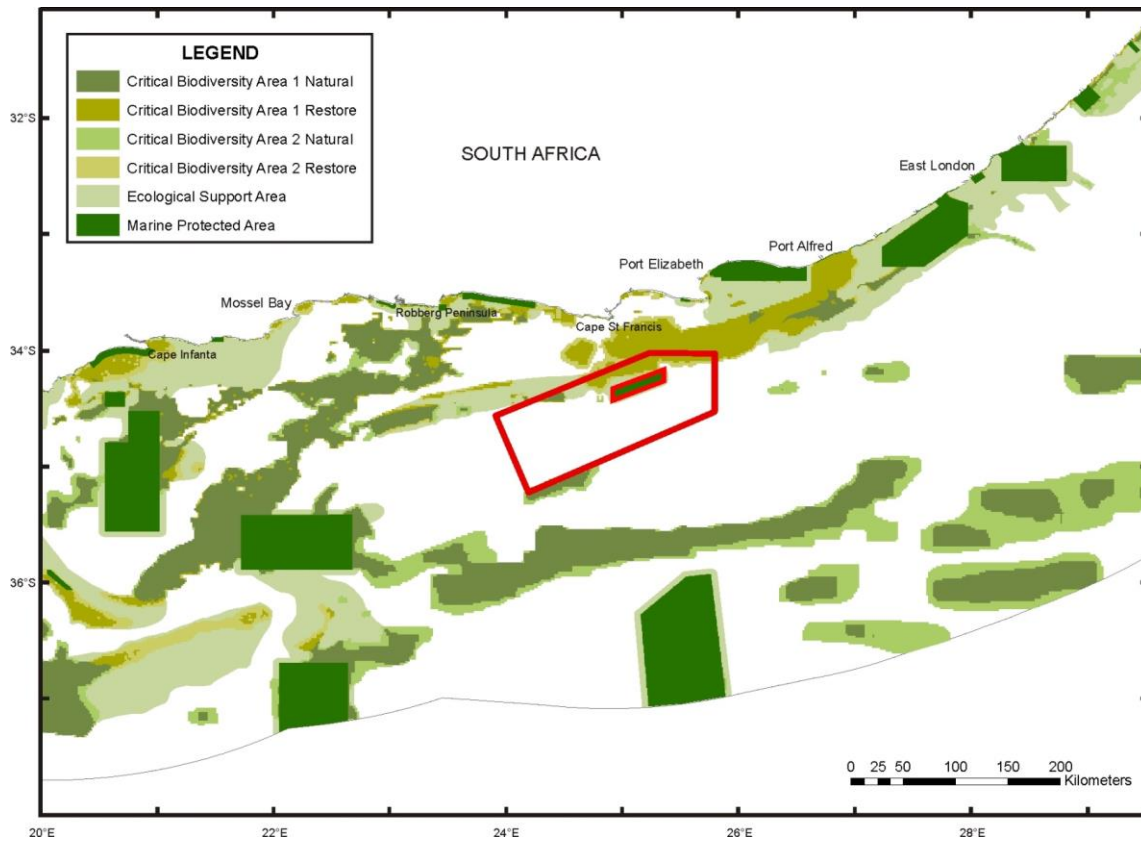 LEGEND
Critical Biodiversity Area 1 Natural
Critical Biodiversity Area 1 Restore
Critical Biodiversity Area 2 Natural
Critical Biodiversity Area 2 Restore
Ecological Support Area
Marine Protected Area
32°S
SOUTH AFRICA
East London
Port Alfred
Port Elizabeth
Mossel Bay
Robberg Peninsula
Cape St Francis
34°S
Cape Infanta
36°S
0 25 50 100 150 200
Kilometers
20°E 22°E 24°E 26°E 28°E